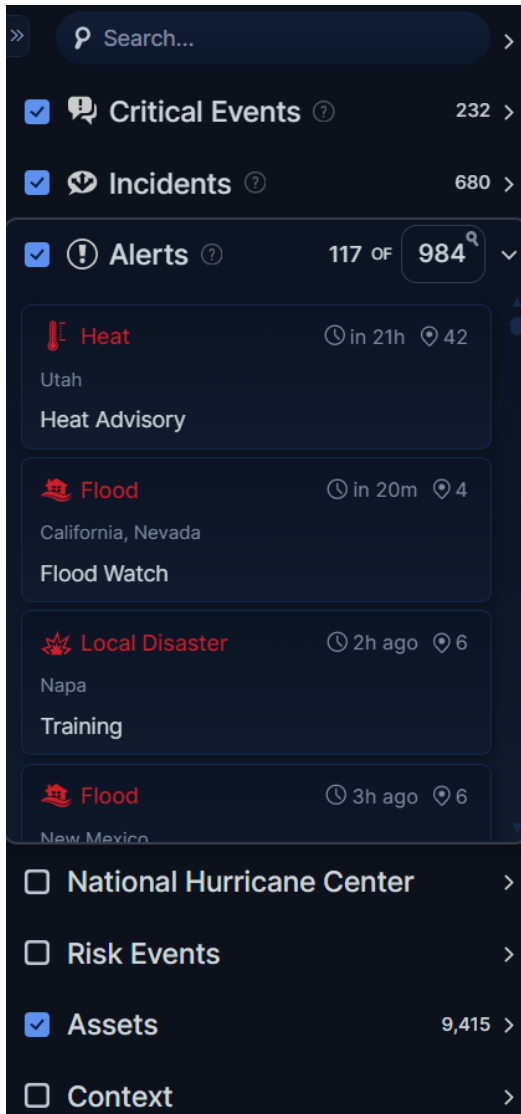 Search...
Critical Events ? 232
Incidents ? 680
Alerts ? 117 OF 984
Heat in 21h 42
Utah
Heat Advisory
Flood in 20m 4
California, Nevada
Flood Watch
Local Disaster 2h ago 6
Napa
Training
Flood 3h ago 6
New Mexico
National Hurricane Center
Risk Events
Assets 9,415
Context